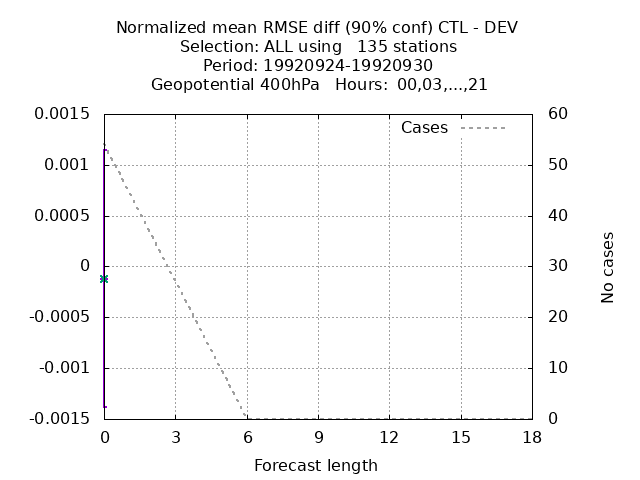 Normalized mean RMSE diff (90% conf) CTL - DEV
Selection: ALL using   135 stations
Period: 19920924-19920930
Geopotential 400hPa   Hours:  00,03,...,21
Cases
0.0015
0.001
0.0005
0
-0.0005
-0.001
-0.0015
60
50
40
30
20
10
0
No cases
0 3 6 9 12 15 18
Forecast length